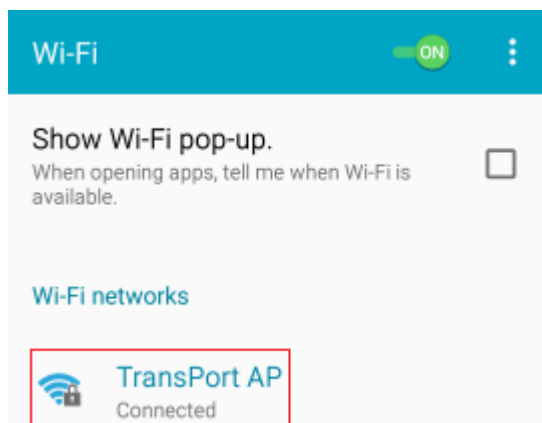 Wi-Fi
ON
Show Wi-Fi pop-up.
When opening apps, tell me when Wi-Fi is
available.
Wi-Fi networks
TransPort AP
Connected